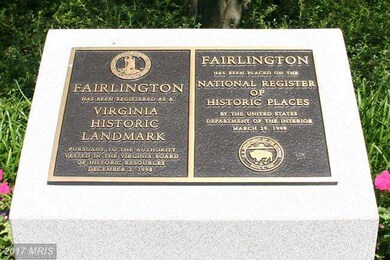 FAIRLINGTON
HAS BEEN REGISTERED AS A
VIRGINIA
HISTORIC
LANDMARK
PURSUANT TO THE AUTHORITY
VESTED IN THE VIRGINIA BOARD
OF HISTORIC RESOURCES
DECEMBER 2, 1998
FAIRLINGTON
HAS BEEN PLACED ON THE
NATIONAL REGISTER
OF
HISTORIC PLACES
BY THE UNITED STATES
DEPARTMENT OF THE INTERIOR
MARCH 29, 1999
© 2017 MRIS